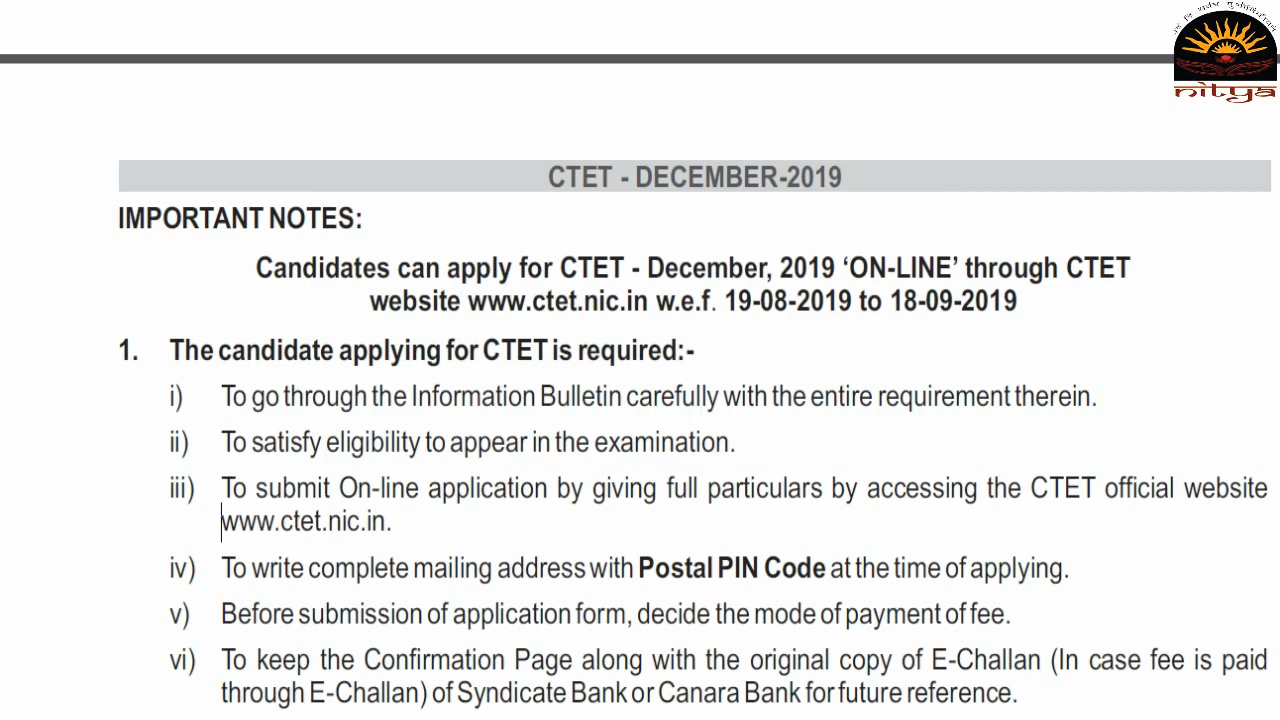 nitya
CTET - DECEMBER-2019
IMPORTANT NOTES:
Candidates can apply for CTET - December, 2019 ‘ON-LINE’ through CTET
website www.ctet.nic.in w.e.f. 19-08-2019 to 18-09-2019
1. The candidate applying for CTET is required:-
i) To go through the Information Bulletin carefully with the entire requirement therein.
ii) To satisfy eligibility to appear in the examination.
iii) To submit On-line application by giving full particulars by accessing the CTET official website
www.ctet.nic.in.
iv) To write complete mailing address with Postal PIN Code at the time of applying.
v) Before submission of application form, decide the mode of payment of fee.
vi) To keep the Confirmation Page along with the original copy of E-Challan (In case fee is paid
through E-Challan) of Syndicate Bank or Canara Bank for future reference.